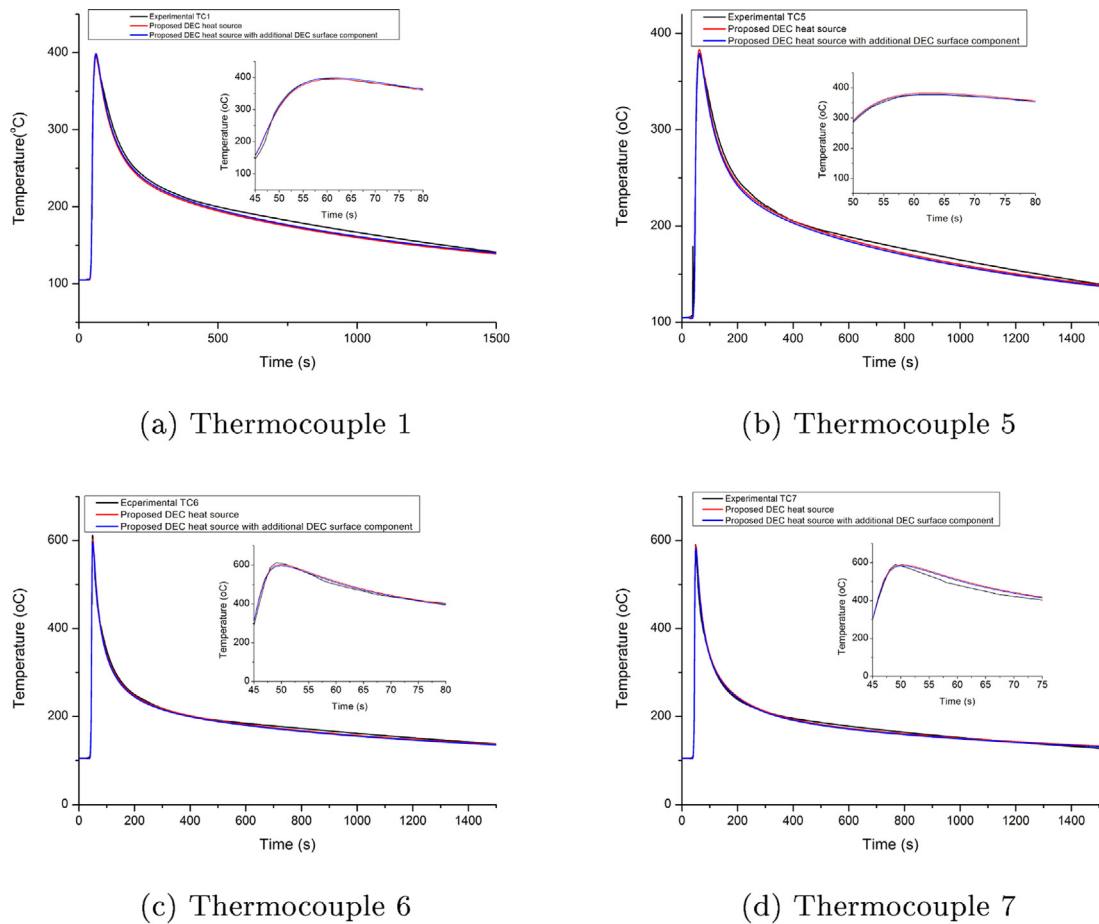 Experimental TC1
Proposed DEC heat source
Proposed DEC heat source with additional DEC surface component
Temperature(°C)
400
300
200
100
0
500
1000
1500
Time (s)
Temperature (oC)
400
350
300
250
200
150
100
45 50 55 60 65 70 75 80
Time (s)
(a) Thermocouple 1
Experimental TC5
Proposed DEC heat source
Proposed DEC heat source with additional DEC surface component
Temperature (oC)
400
300
200
100
0 200 400 600 800 1000 1200 1400
Time (s)
Temperature (oC)
450
400
350
300
250
200
150
100
50 55 60 65 70 75 80
Time (s)
(b) Thermocouple 5
Ecperimental TC6
Proposed DEC heat source
Proposed DEC heat source with additional DEC surface component
Temperature (oC)
600
400
200
0
0 200 400 600 800 1000 1200 1400
Time (s)
Temperature (oC)
600
400
200
0
45 50 55 60 65 70 75 80
Time (s)
(c) Thermocouple 6
Experimental TC7
Proposed DEC heat source
Proposed DEC heat source with additional DEC surface component
Temperature (oC)
600
400
200
0
0 200 400 600 800 1000 1200 1400
Time (s)
Temperature (oC)
600
400
200
0
45 50 55 60 65 70 75
Time (s)
(d) Thermocouple 7